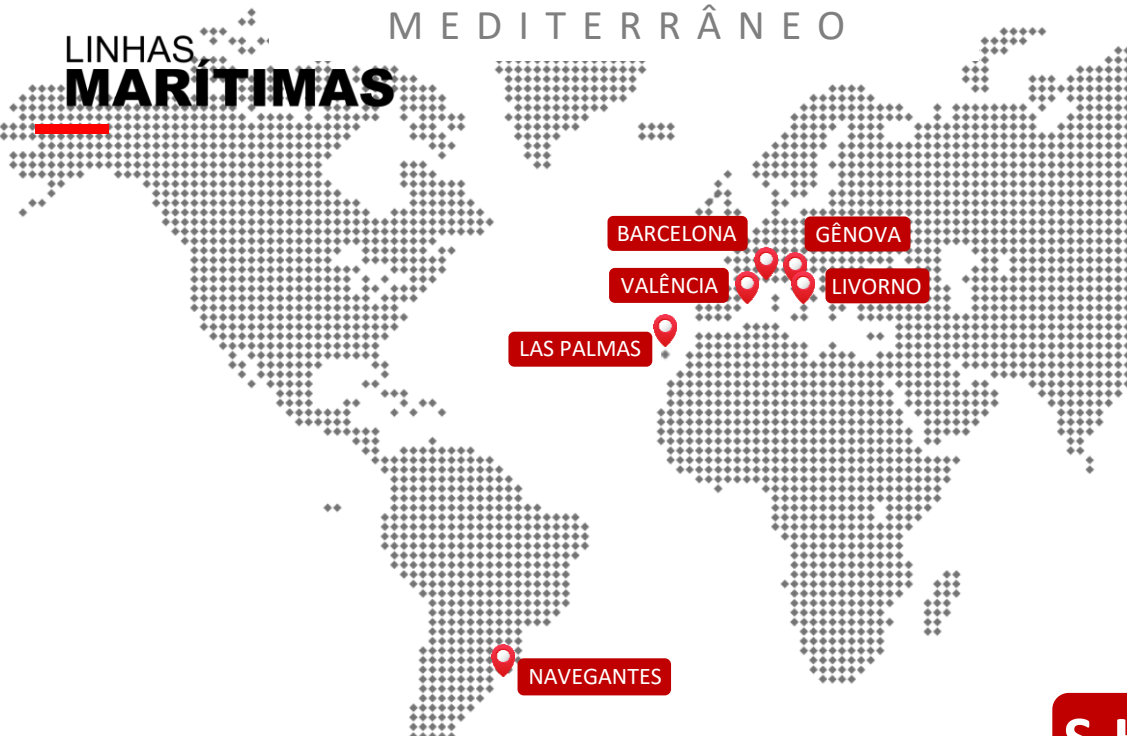 MEDITERRÂNEO
LINHAS
MARÍTIMAS
BARCELONA
GÊNOVA
VALÊNCIA
LIVORNO
LAS PALMAS
NAVEGANTES